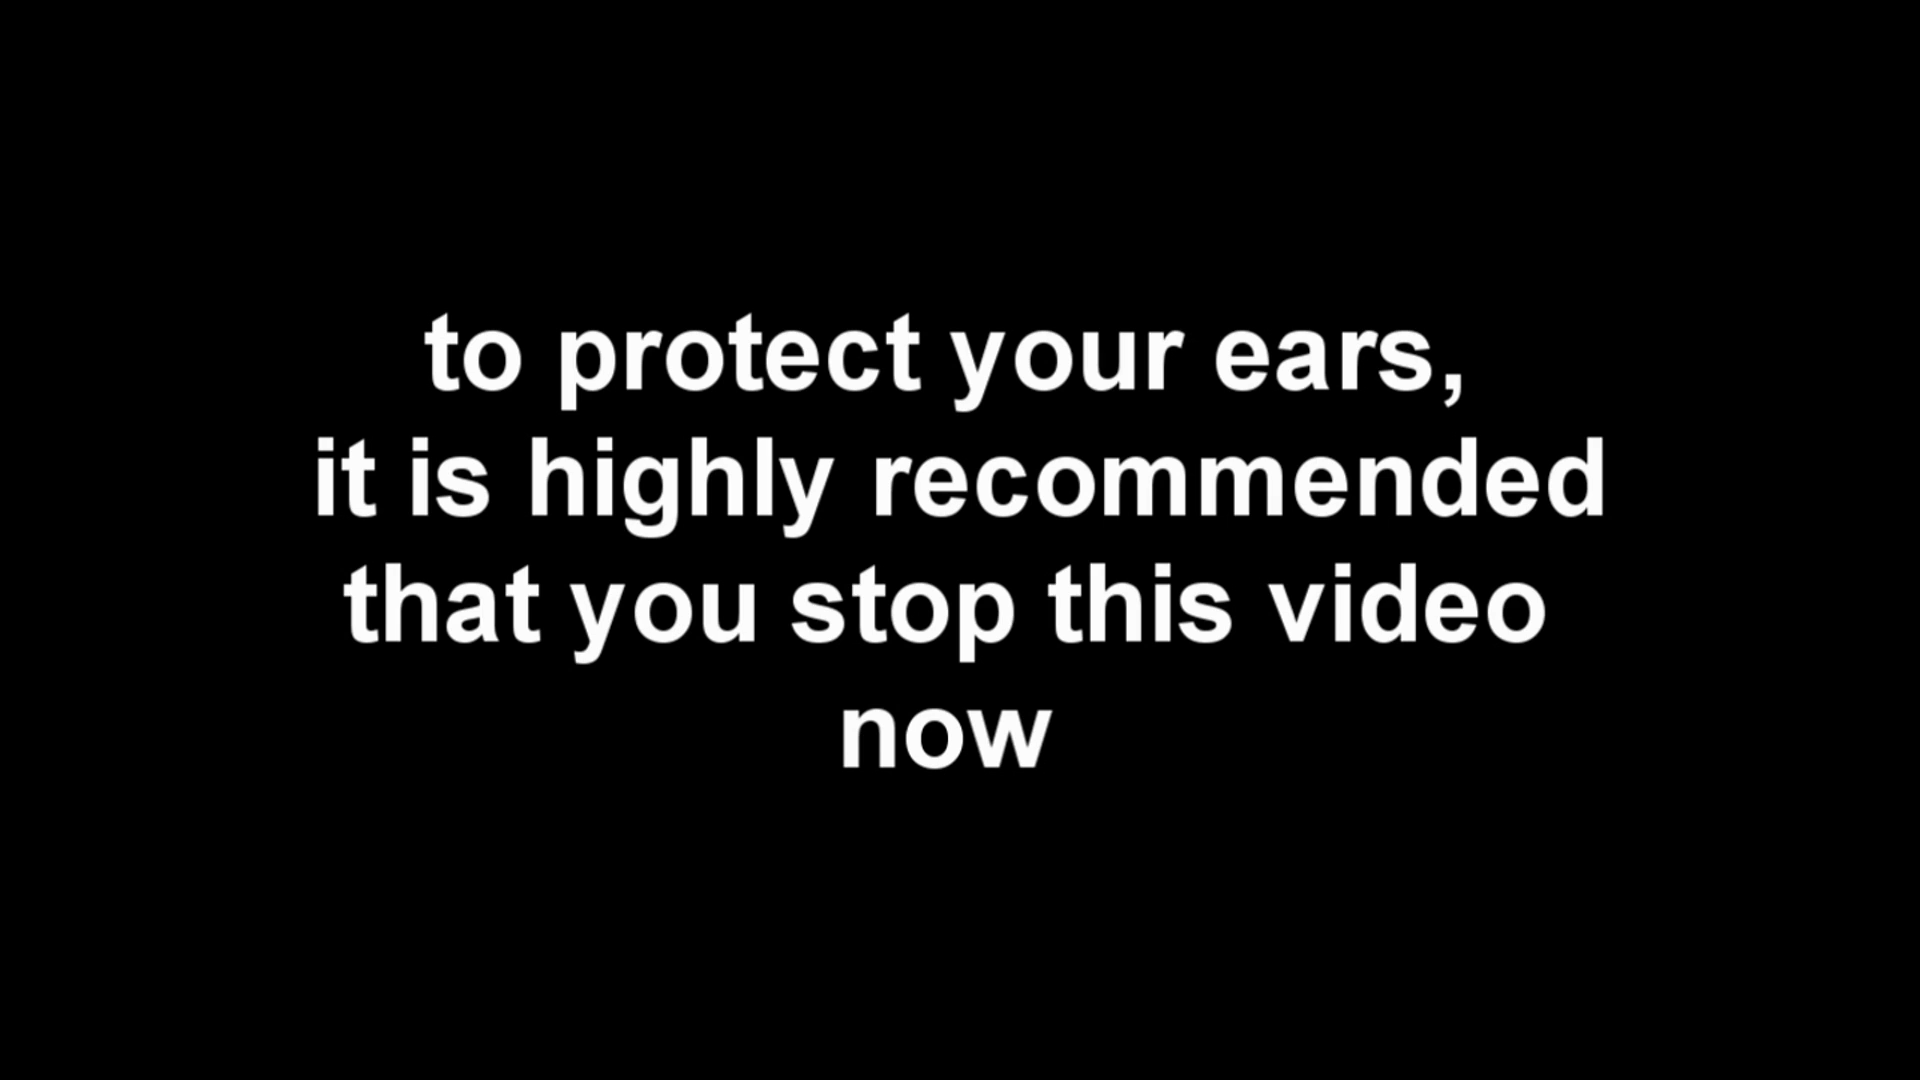 to protect your ears,
it is highly recommended
that you stop this video
now